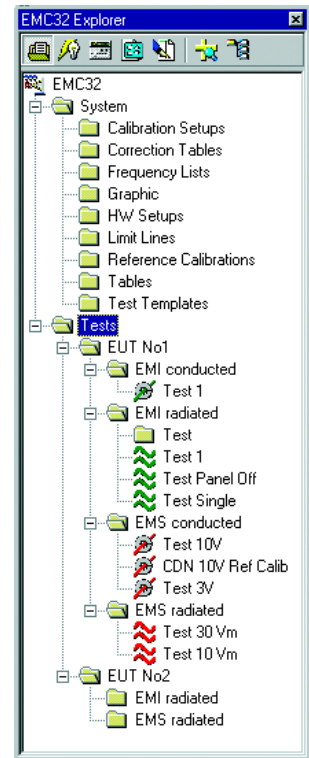 EMC32 Explorer
EMC32
System
Calibration Setups
Correction Tables
Frequency Lists
Graphic
HW Setups
Limit Lines
Reference Calibrations
Tables
Test Templates
Tests
EUT No1
EMI conducted
Test 1
EMI radiated
Test
Test 1
Test Panel Off
Test Single
EMS conducted
Test 10V
CDN 10V Ref Calib
Test 3V
EMS radiated
Test 30 Vm
Test 10 Vm
EUT No2
EMI radiated
EMS radiated